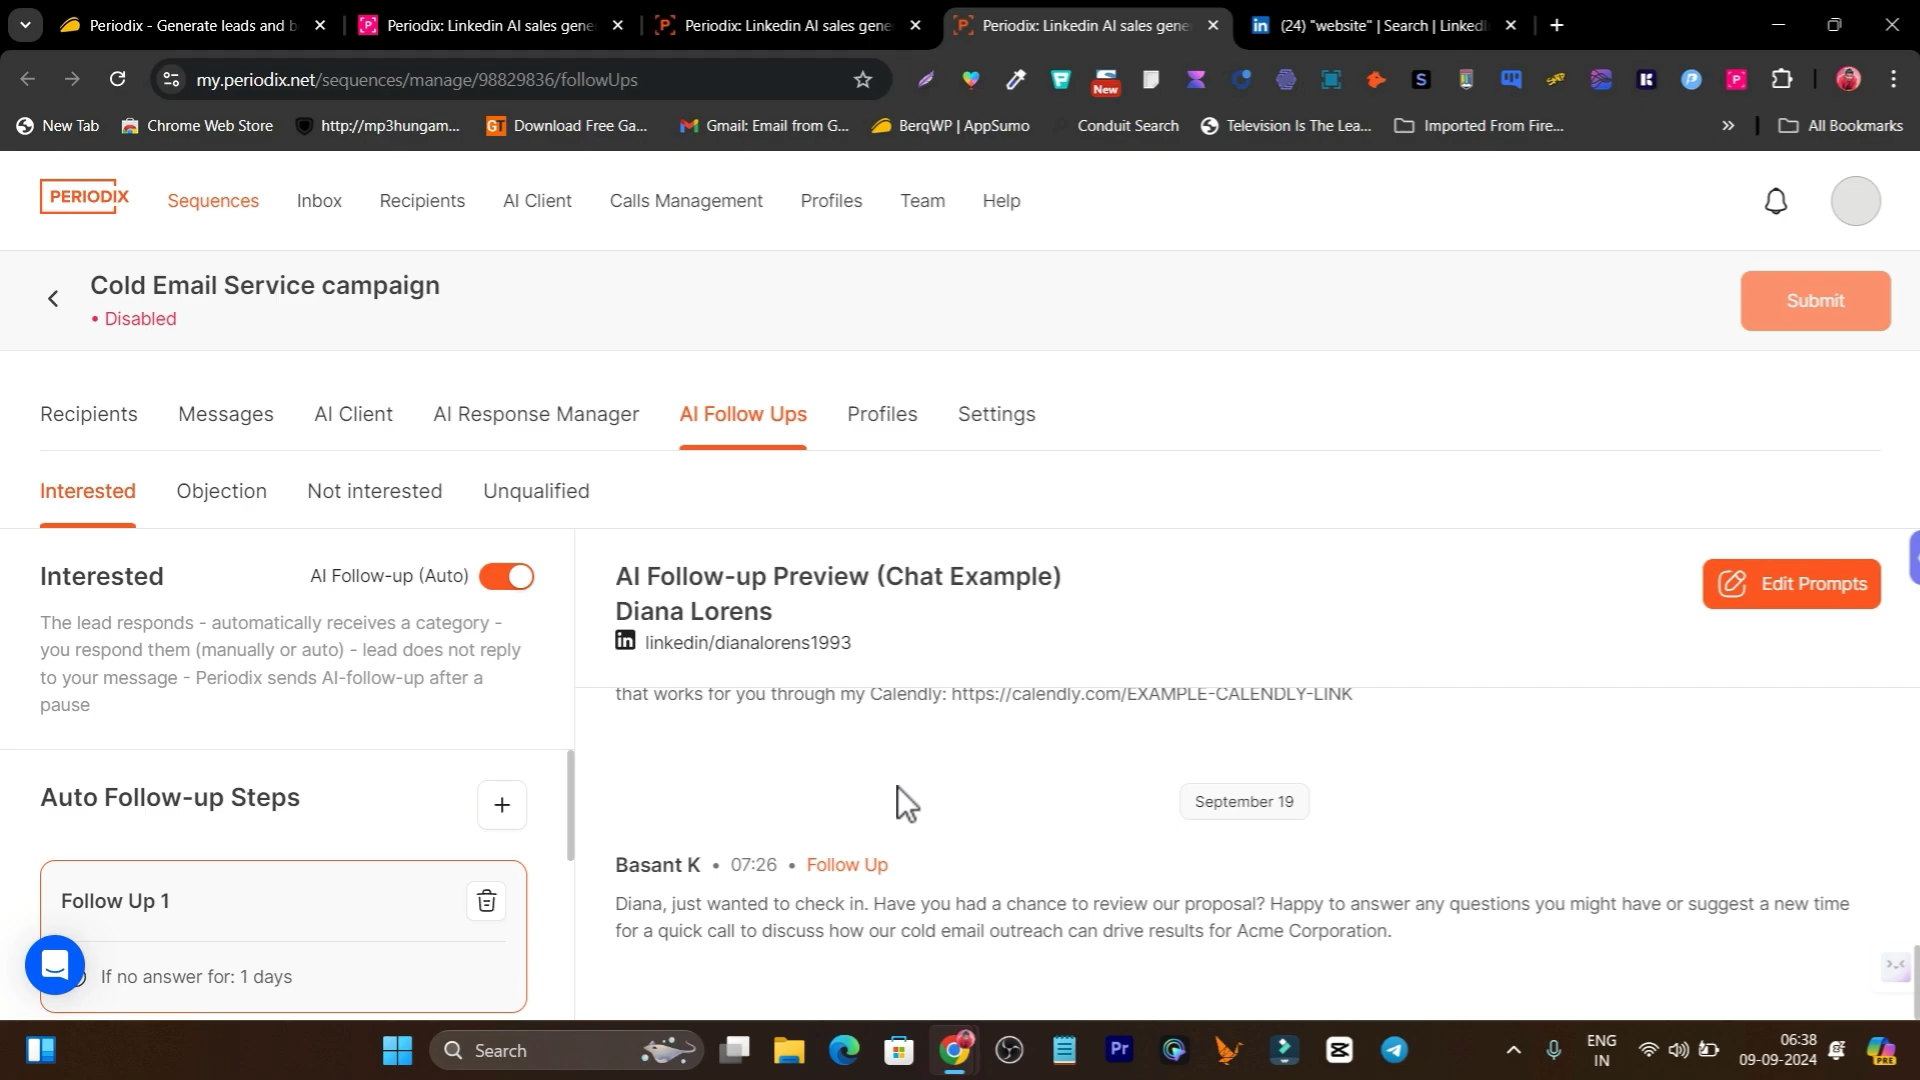 Periodix - Generate leads and b
Periodix: Linkedin AI sales gene
Periodix: Linkedin AI sales gene
Periodix: Linkedin AI sales gene
(24) "website" | Search | LinkedI
my.periodix.net/sequences/manage/98829836/followUps
New
New Tab
Chrome Web Store
http://mp3hungam...
Download Free Ga...
Gmail: Email from G...
BerqWP | AppSumo
Conduit Search
Television Is The Lea...
Imported From Fire...
All Bookmarks
PERIODIX
Sequences
Inbox
Recipients
AI Client
Calls Management
Profiles
Team
Help
Cold Email Service campaign
• Disabled
Submit
Recipients
Messages
AI Client
AI Response Manager
AI Follow Ups
Profiles
Settings
Interested
Objection
Not interested
Unqualified
Interested
AI Follow-up (Auto)
The lead responds - automatically receives a category -
you respond them (manually or auto) - lead does not reply
to your message - Periodix sends AI-follow-up after a
pause
AI Follow-up Preview (Chat Example)
Diana Lorens
linkedin/dianalorens1993
Edit Prompts
that works for you through my Calendly: https://calendly.com/EXAMPLE-CALENDLY-LINK
Auto Follow-up Steps
September 19
Follow Up 1
If no answer for: 1 days
Basant K • 07:26 • Follow Up
Diana, just wanted to check in. Have you had a chance to review our proposal? Happy to answer any questions you might have or suggest a new time
for a quick call to discuss how our cold email outreach can drive results for Acme Corporation.
Search
Pr
ENG
IN
06:38
09-09-2024
PRE